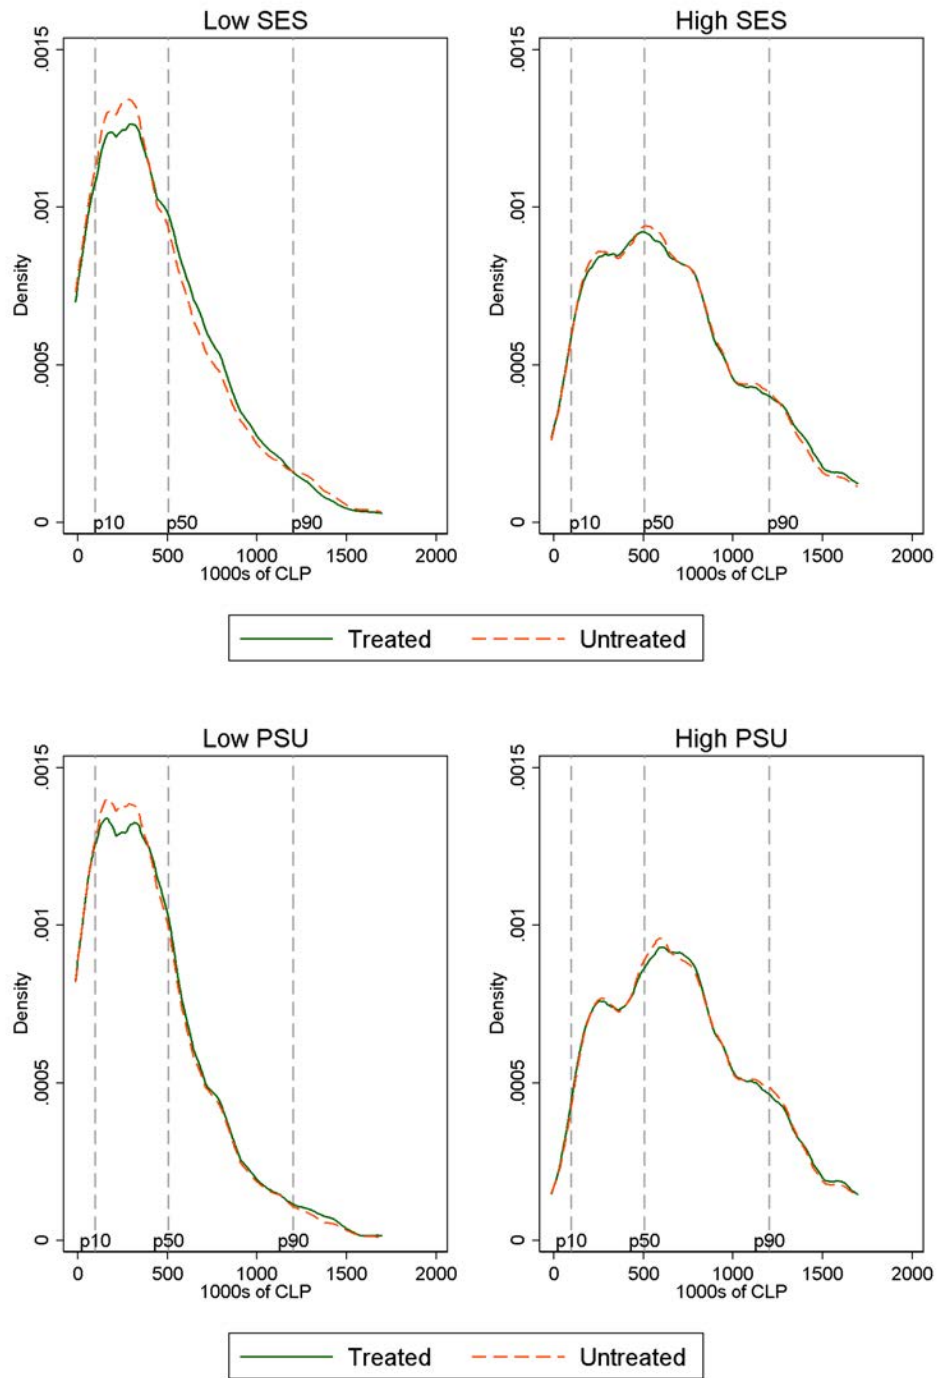 Low SES
High SES
.0015
.001
.0005
0
Density
p10
p50
p90
0 500 1000 1500 2000
1000s of CLP
.0015
.001
.0005
0
Density
p10
p50
p90
0 500 1000 1500 2000
1000s of CLP
Treated Untreated
Low PSU
High PSU
.0015
.001
.0005
0
Density
p10
p50
p90
0 500 1000 1500 2000
1000s of CLP
.0015
.001
.0005
0
Density
p10
p50
p90
0 500 1000 1500 2000
1000s of CLP
Treated Untreated